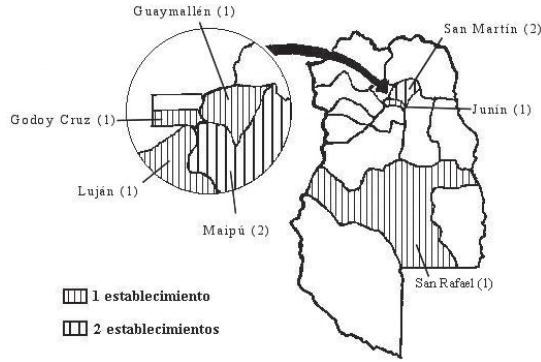 Guaymallén (1)
San Martín (2)
Godoy Cruz (1)
Junín (1)
Luján (1)
Maipú (2)
San Rafael (1)
1 establecimiento
2 establecimientos